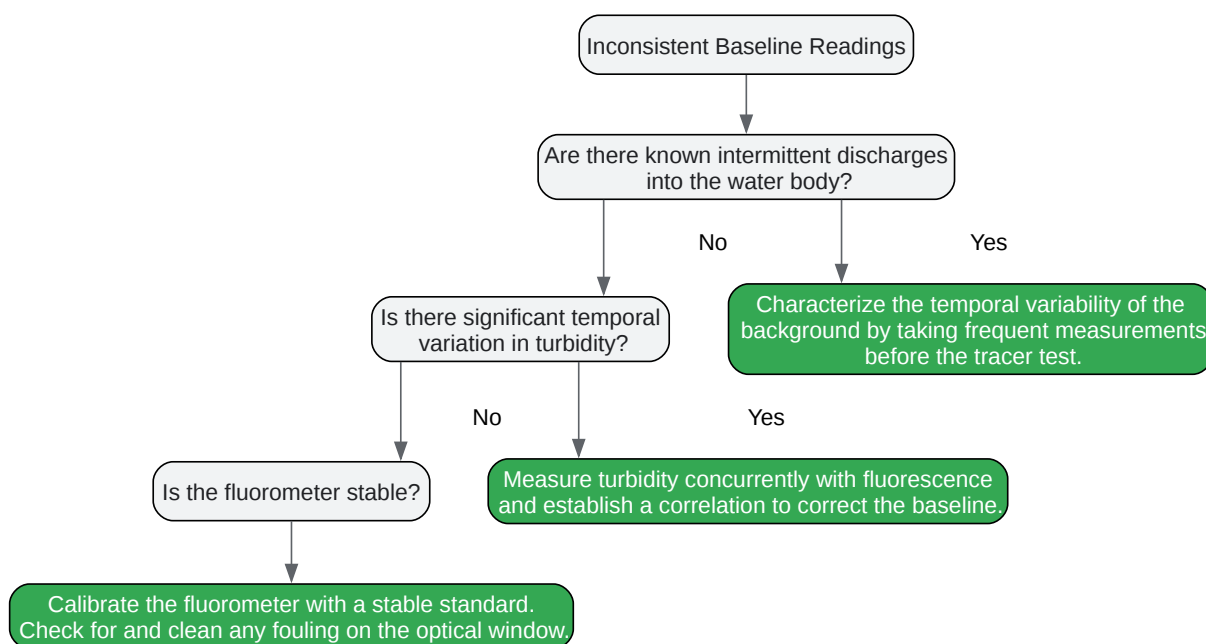 Inconsistent Baseline Readings
Are there known intermittent discharges
into the water body?
No
Yes
Is there significant temporal
variation in turbidity?
Characterize the temporal variability of the
background by taking frequent measurements
before the tracer test.
No
Yes
Is the fluorometer stable?
Measure turbidity concurrently with fluorescence
and establish a correlation to correct the baseline.
Calibrate the fluorometer with a stable standard.
Check for and clean any fouling on the optical window.